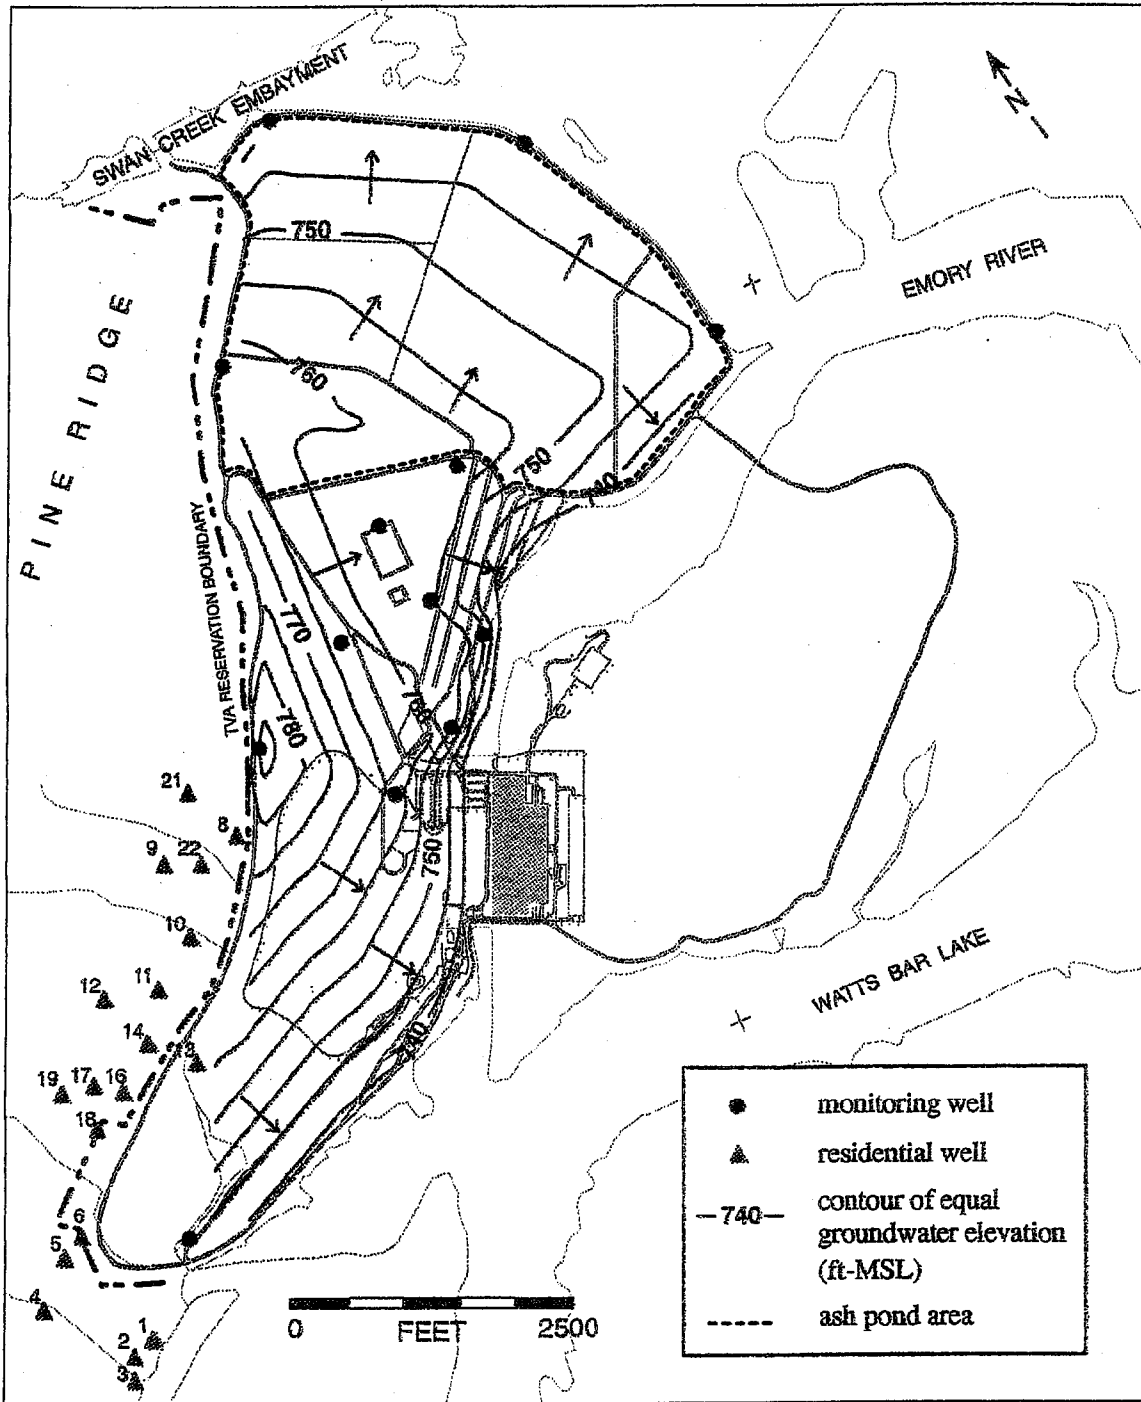 SWAN CREEK EMBAYMENT
N
750
EMORY RIVER
PINE RIDGE
760
750
740
TVA RESERVATION BOUNDARY
770
760
780
21
8
9
22
750
10
11
12
WATTS BAR LAKE
740
14
3
19
17
16
18
6
5
4
1
2
3
0
FEET
2500
monitoring well
residential well
—740—
contour of equal
groundwater elevation
(ft-MSL)
ash pond area